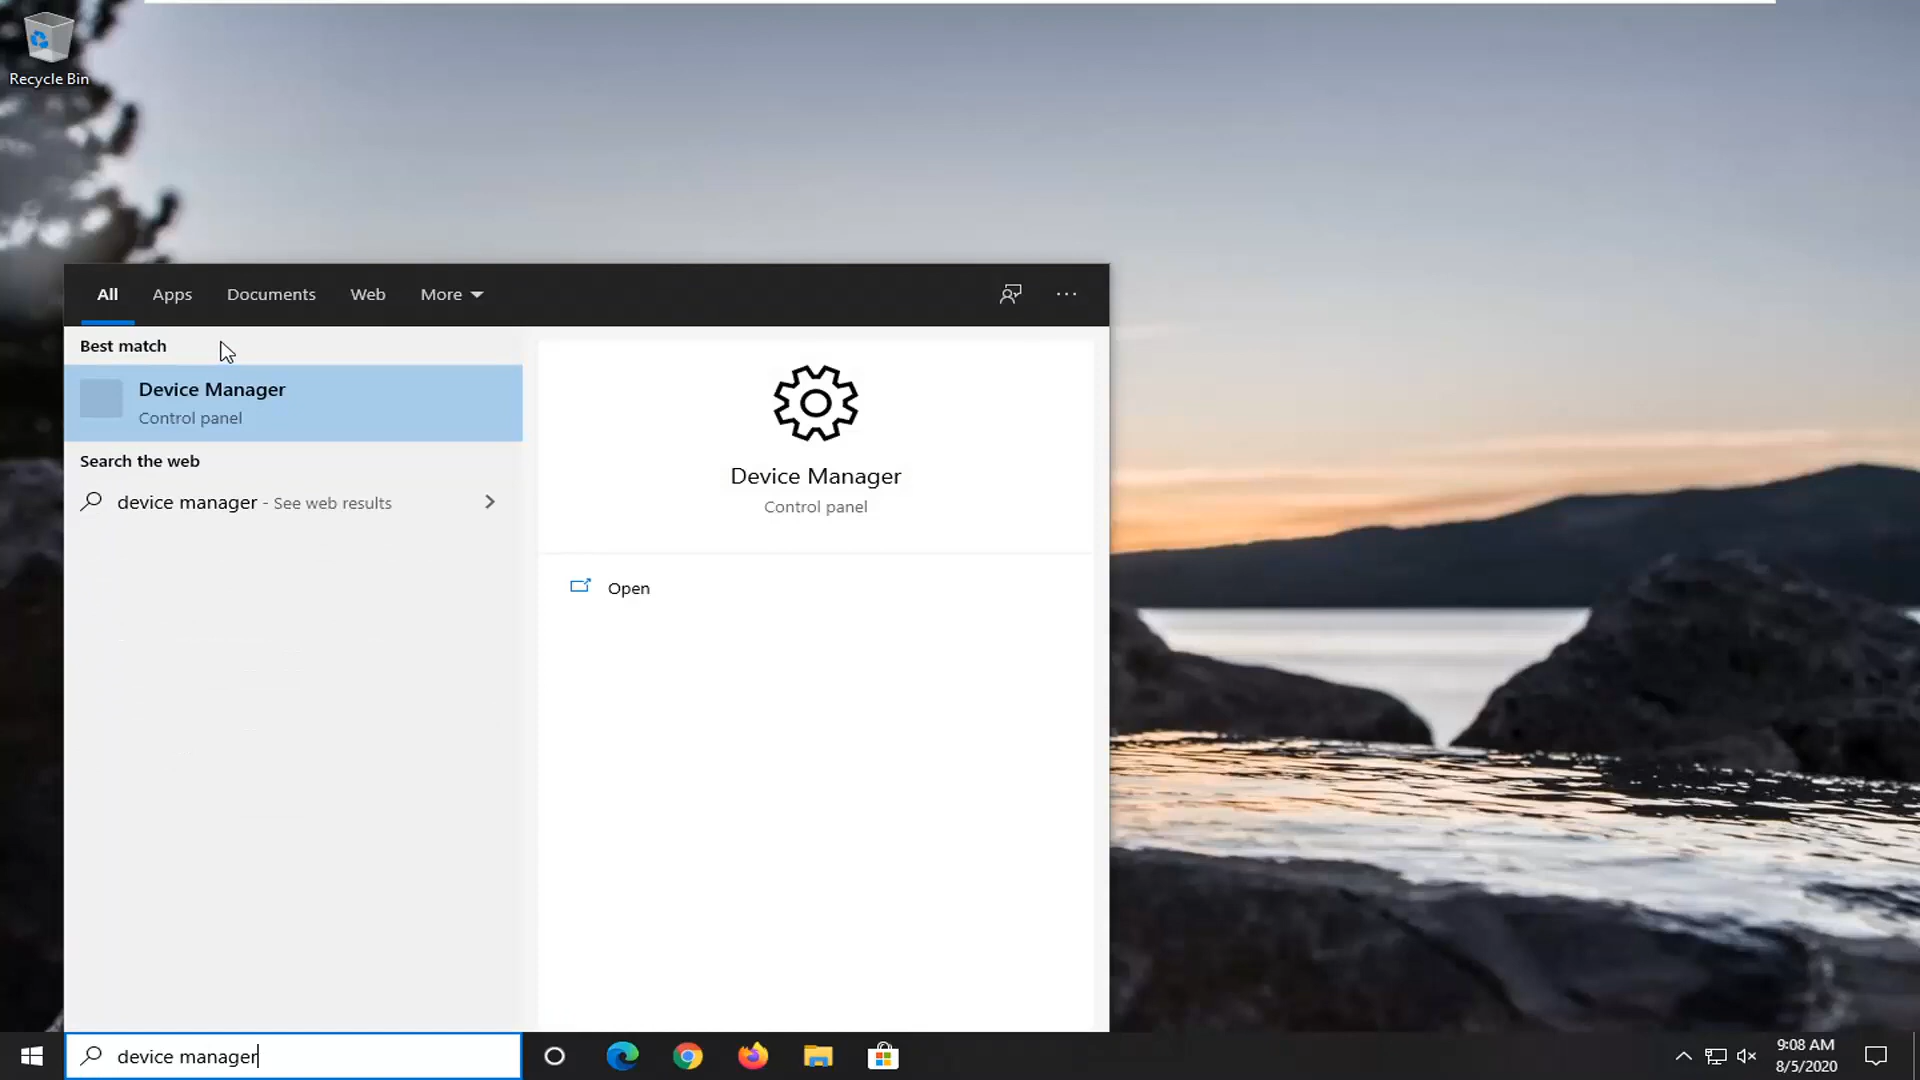 Recycle Bin
All Apps Documents Web More
Best match
Device Manager
Control panel
Search the web
device manager - See web results
Device Manager
Control panel
Open
device manager
9:08 AM
8/5/2020